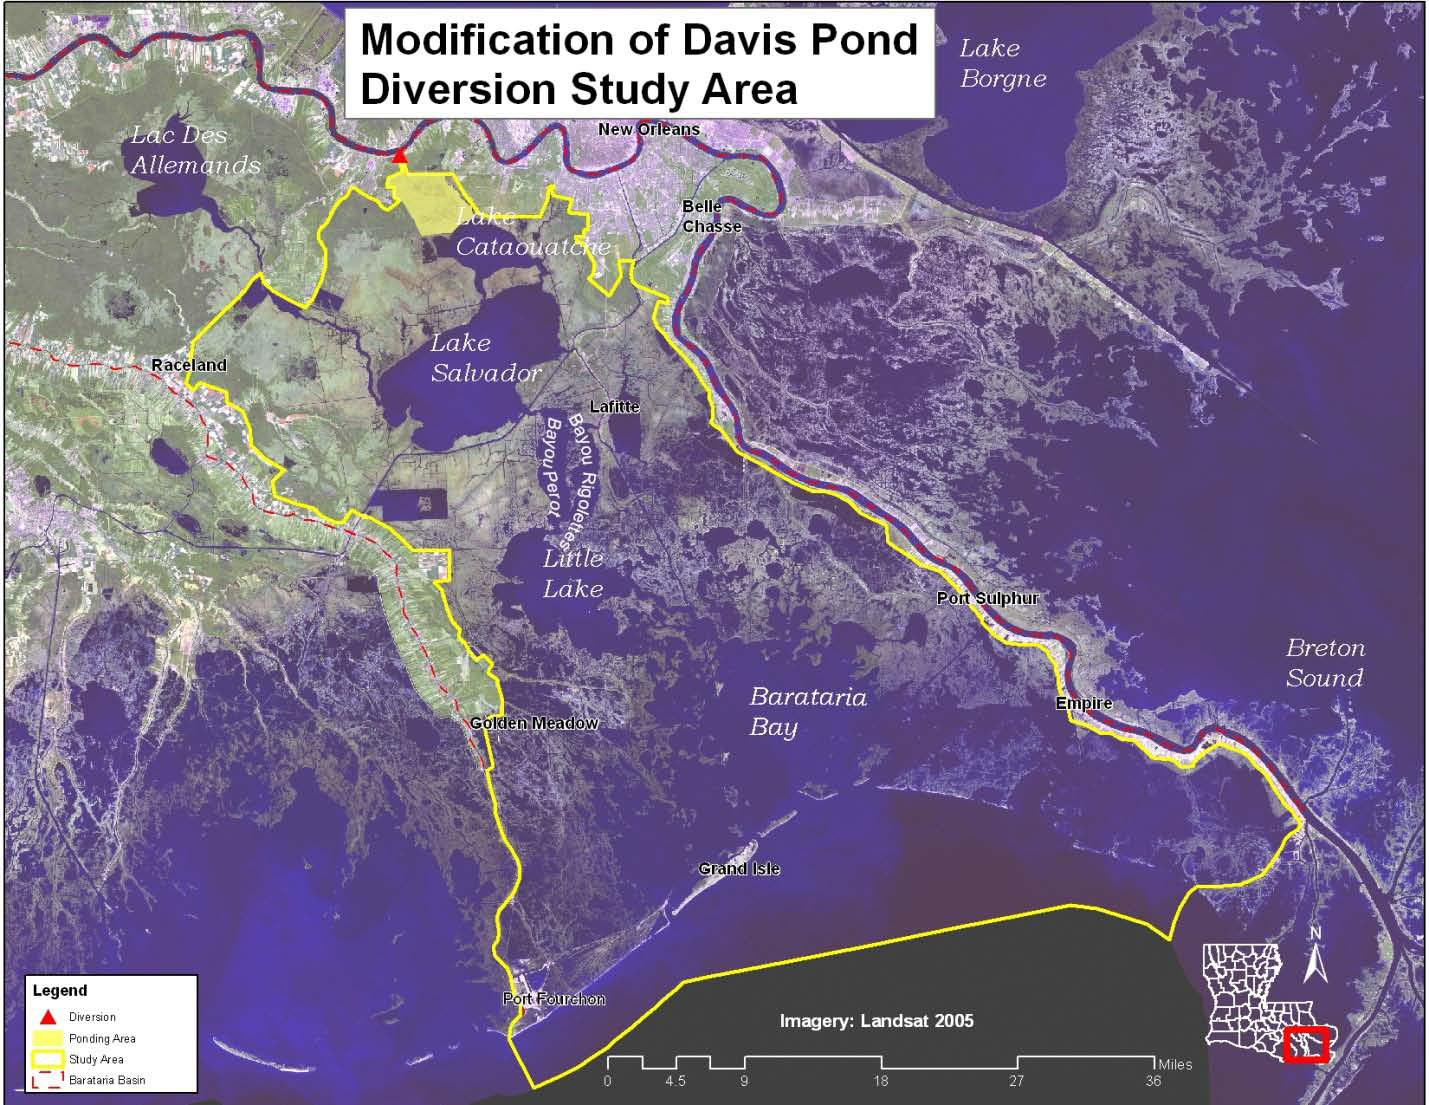 Modification of Davis Pond
Diversion Study Area
Lake
Borgne
New Orleans
Lac Des
Allemands
Belle
Chasse
Lake
Cataouatche
Lake
Salvador
Raceland
Lafitte
Bayou Perot
Bayou Rigolettes
Little
Lake
Port Sulphur
Breton
Sound
Barataria
Bay
Empire
Golden Meadow
Grand Isle
Port Fourchon
N
Imagery: Landsat 2005
Miles
0 4.5 9 18 27 36
Legend
Diversion
Ponding Area
Study Area
Barataria Basin